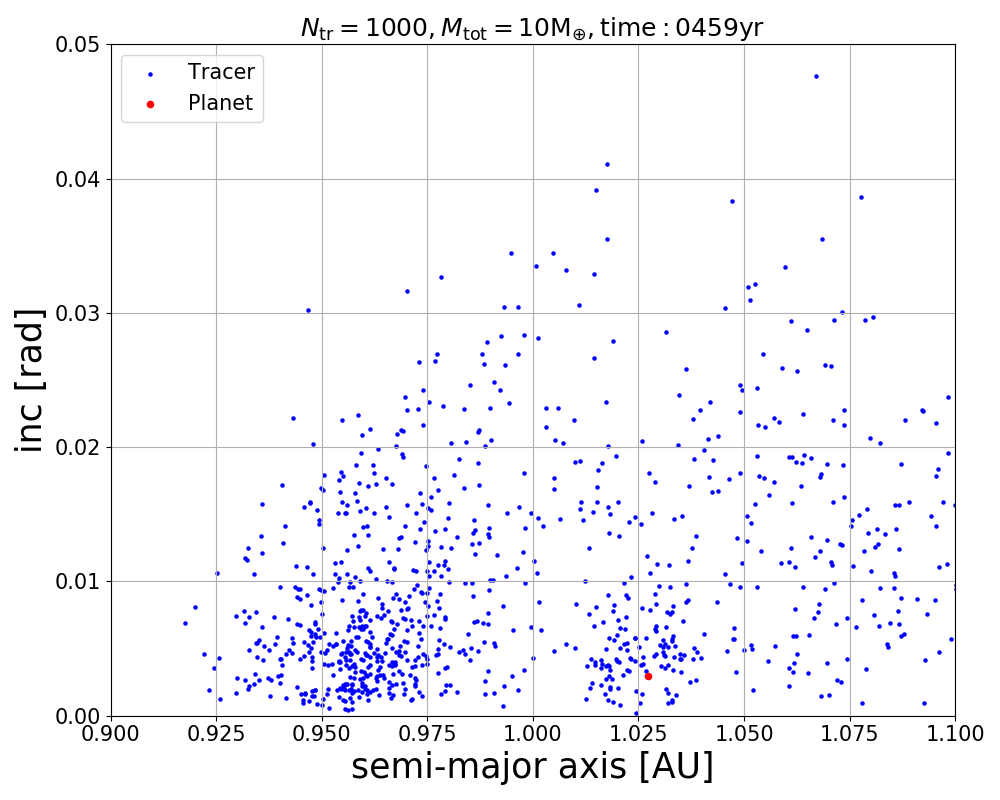 N_tr = 1000, M_tot = 10M_⊕, time : 0459yr
Tracer
Planet
inc [rad]
0.05
0.04
0.03
0.02
0.01
0.00
0.900 0.925 0.950 0.975 1.000 1.025 1.050 1.075 1.100
semi-major axis [AU]